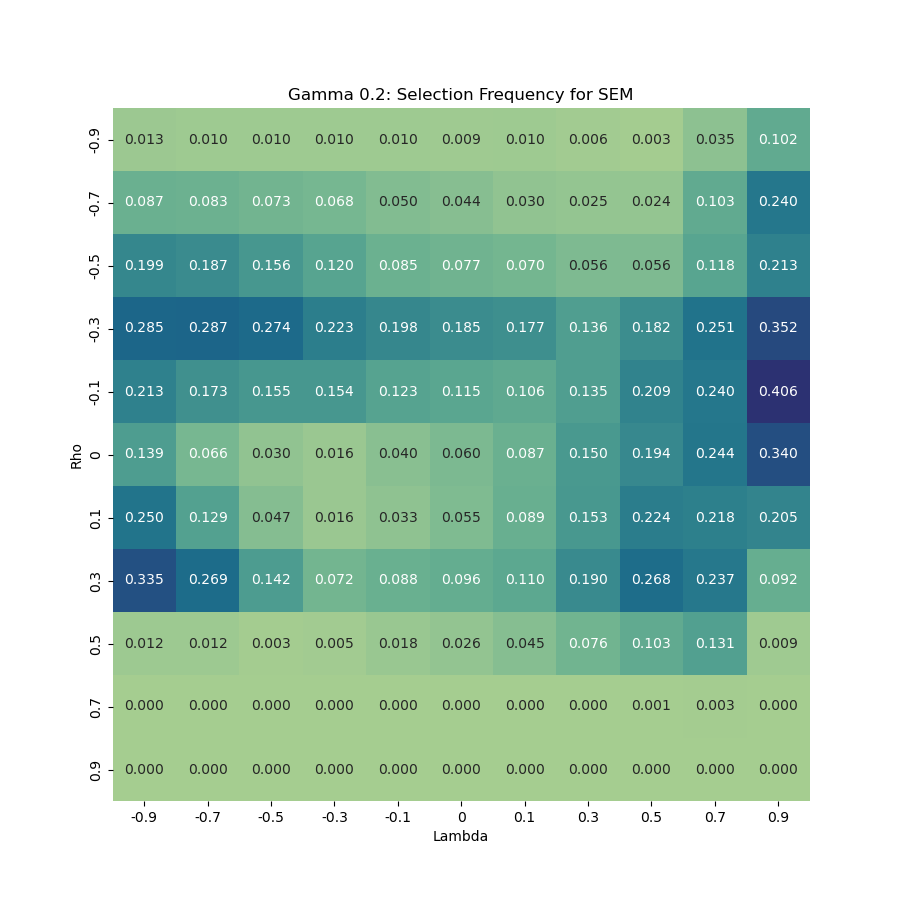 Gamma 0.2: Selection Frequency for SEM
-0.9 0.013 0.010 0.010 0.010 0.010 0.009 0.010 0.006 0.003 0.035 0.102
-0.7 0.087 0.083 0.073 0.068 0.050 0.044 0.030 0.025 0.024 0.103 0.240
-0.5 0.199 0.187 0.156 0.120 0.085 0.077 0.070 0.056 0.056 0.118 0.213
-0.3 0.285 0.287 0.274 0.223 0.198 0.185 0.177 0.136 0.182 0.251 0.352
-0.1 0.213 0.173 0.155 0.154 0.123 0.115 0.106 0.135 0.209 0.240 0.406
Rho
0 0.139 0.066 0.030 0.016 0.040 0.060 0.087 0.150 0.194 0.244 0.340
0.1 0.250 0.129 0.047 0.016 0.033 0.055 0.089 0.153 0.224 0.218 0.205
0.3 0.335 0.269 0.142 0.072 0.088 0.096 0.110 0.190 0.268 0.237 0.092
0.5 0.012 0.012 0.003 0.005 0.018 0.026 0.045 0.076 0.103 0.131 0.009
0.7 0.000 0.000 0.000 0.000 0.000 0.000 0.000 0.000 0.001 0.003 0.000
0.9 0.000 0.000 0.000 0.000 0.000 0.000 0.000 0.000 0.000 0.000 0.000
-0.9 -0.7 -0.5 -0.3 -0.1 0 0.1 0.3 0.5 0.7 0.9
Lambda